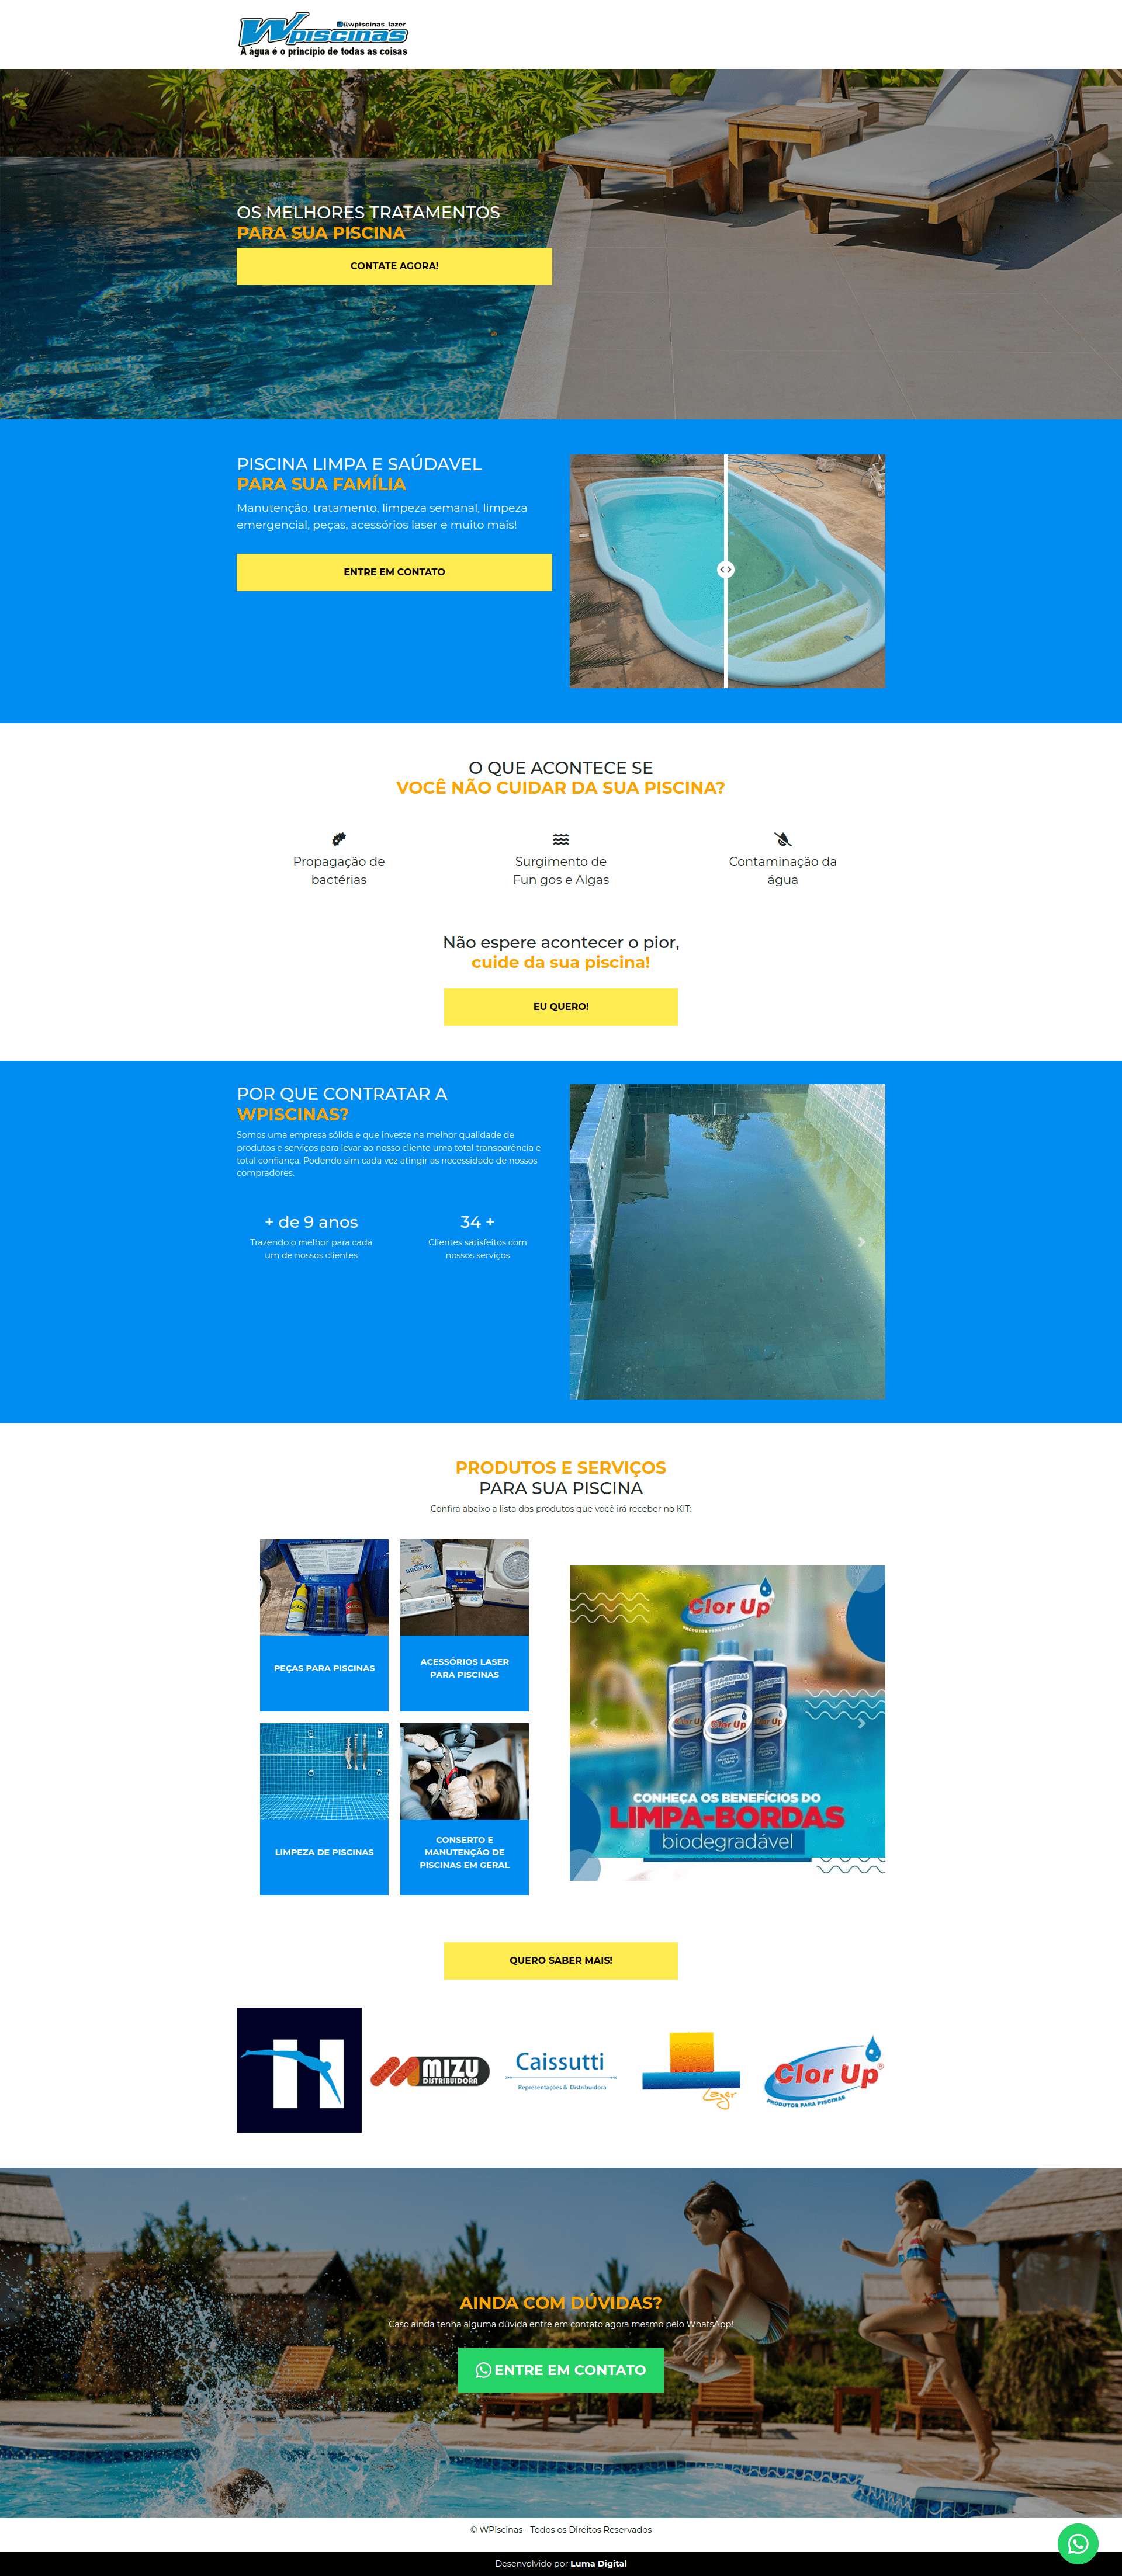 @wpiscinas_lazer
Wpiscinas
A água é o princípio de todas as coisas
OS MELHORES TRATAMENTOS
PARA SUA PISCINA
CONTATE AGORA!
PISCINA LIMPA E SAÚDAVEL
PARA SUA FAMÍLIA
Manutenção, tratamento, limpeza semanal, limpeza
emergencial, peças, acessórios laser e muito mais!
ENTRE EM CONTATO
O QUE ACONTECE SE
VOCÊ NÃO CUIDAR DA SUA PISCINA?
Propagação de
bactérias
Surgimento de
Fun gos e Algas
Contaminação da
água
Não espere acontecer o pior,
cuide da sua piscina!
EU QUERO!
POR QUE CONTRATAR A
WPISCINAS?
Somos uma empresa sólida e que investe na melhor qualidade de
produtos e serviços para levar ao nosso cliente uma total transparência e
total confiança. Podendo sim cada vez atingir as necessidade de nossos
compradores.
+ de 9 anos
Trazendo o melhor para cada
um de nossos clientes
34 +
Clientes satisfeitos com
nossos serviços
PRODUTOS E SERVIÇOS
PARA SUA PISCINA
Confira abaixo a lista dos produtos que você irá receber no KIT:
BRUSTEC
PEÇAS PARA PISCINAS
ACESSÓRIOS LASER
PARA PISCINAS
LIMPEZA DE PISCINAS
CONSERTO E
MANUTENÇÃO DE
PISCINAS EM GERAL
Clor Up
PRODUTOS PARA PISCINAS
LIMPA-BORDAS
Clor Up Clor Up Clor Up
CONHEÇA OS BENEFÍCIOS DO
LIMPA-BORDAS
biodegradável
QUERO SABER MAIS!
H
MIZU
DISTRIBUIDORA
Caissutti
Representações & Distribuidora
Lazer
Clor Up®
PRODUTOS PARA PISCINAS
AINDA COM DÚVIDAS?
Caso ainda tenha alguma dúvida entre em contato agora mesmo pelo WhatsApp!
ENTRE EM CONTATO
© WPiscinas - Todos os Direitos Reservados
Desenvolvido por Luma Digital